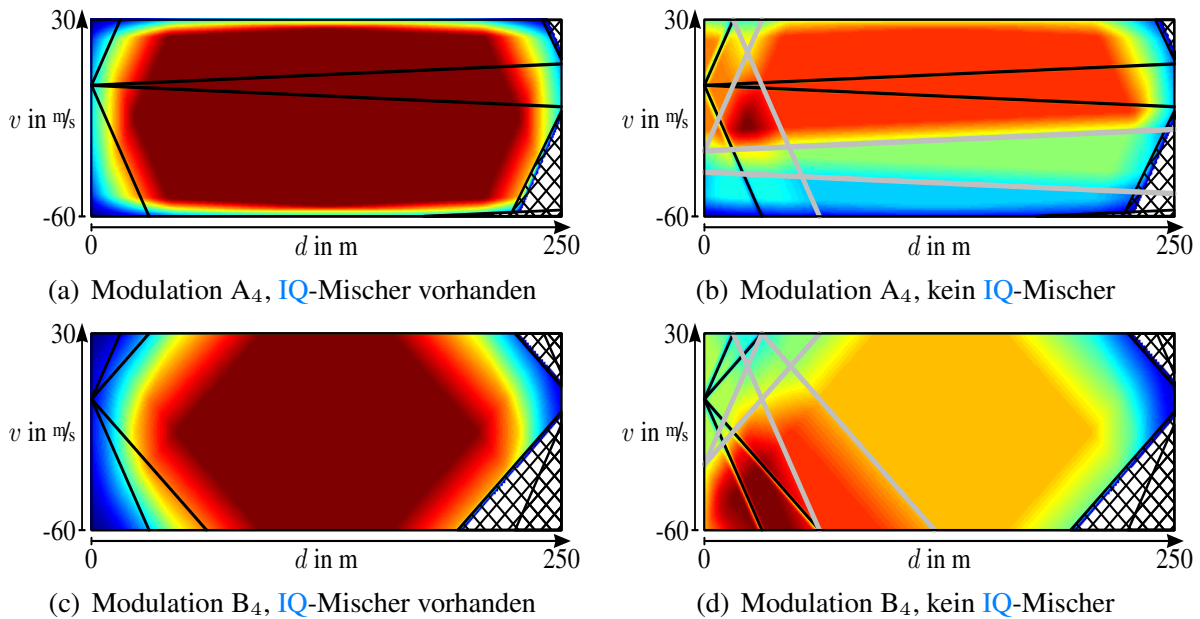 30
v in m/s
-60
0
d in m
250
(a) Modulation A₄, IQ-Mischer vorhanden
30
v in m/s
-60
0
d in m
250
(b) Modulation A₄, kein IQ-Mischer
30
v in m/s
-60
0
d in m
250
(c) Modulation B₄, IQ-Mischer vorhanden
30
v in m/s
-60
0
d in m
250
(d) Modulation B₄, kein IQ-Mischer